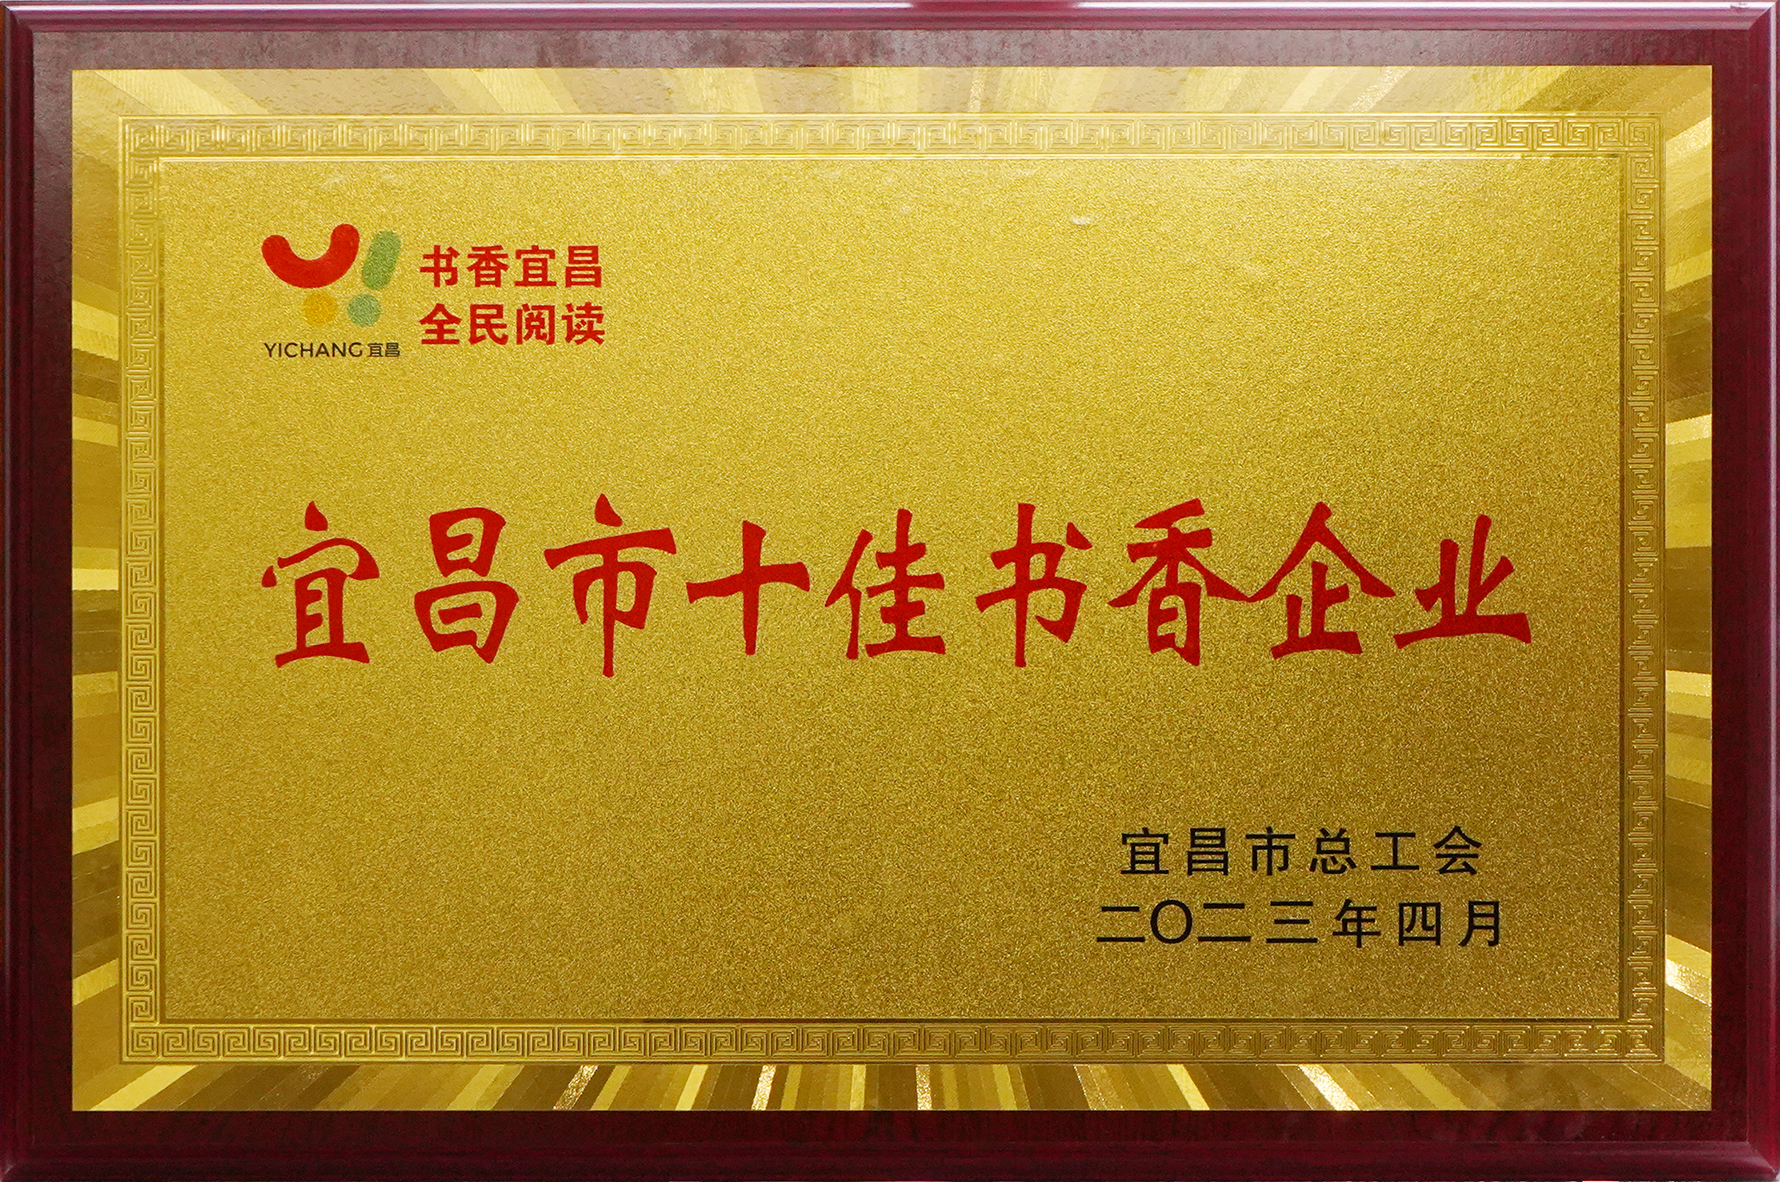 书香宜昌
全民阅读
YICHANG宜昌
宜昌市十佳书香企业
宜昌市总工会
二〇二三年四月